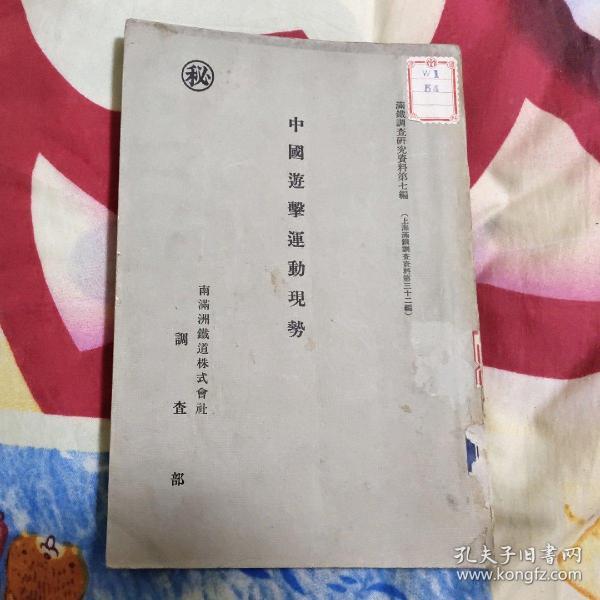 W1
B4
滿鐵調查研究資料第七編
(上海滿鐵調查資料第三十二編)
㊙
中國遊擊運動現勢
南滿洲鐵道株式會社
調查部
孔夫子旧书网
www.kongfz.com